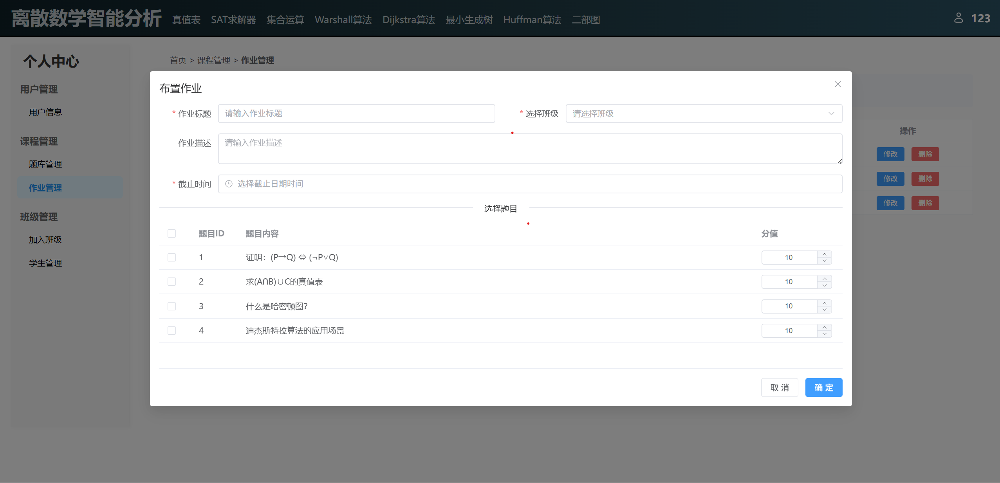 离散数学智能分析 真值表 SAT求解器 集合运算 Warshall算法 Dijkstra算法 最小生成树 Huffman算法 二部图 123
个人中心
用户管理
用户信息
课程管理
题库管理
作业管理
班级管理
加入班级
学生管理
首页 > 课程管理 > 作业管理
操作
修改 删除
修改 删除
修改 删除
布置作业
* 作业标题 请输入作业标题 * 选择班级 请选择班级
作业描述 请输入作业描述
* 截止时间 选择截止日期时间
选择题目
题目ID 题目内容 分值
1 证明：(P→Q) ⇔ (¬P∨Q) 10
2 求(A∩B)∪C的真值表 10
3 什么是哈密顿图？ 10
4 迪杰斯特拉算法的应用场景 10
取 消 确 定